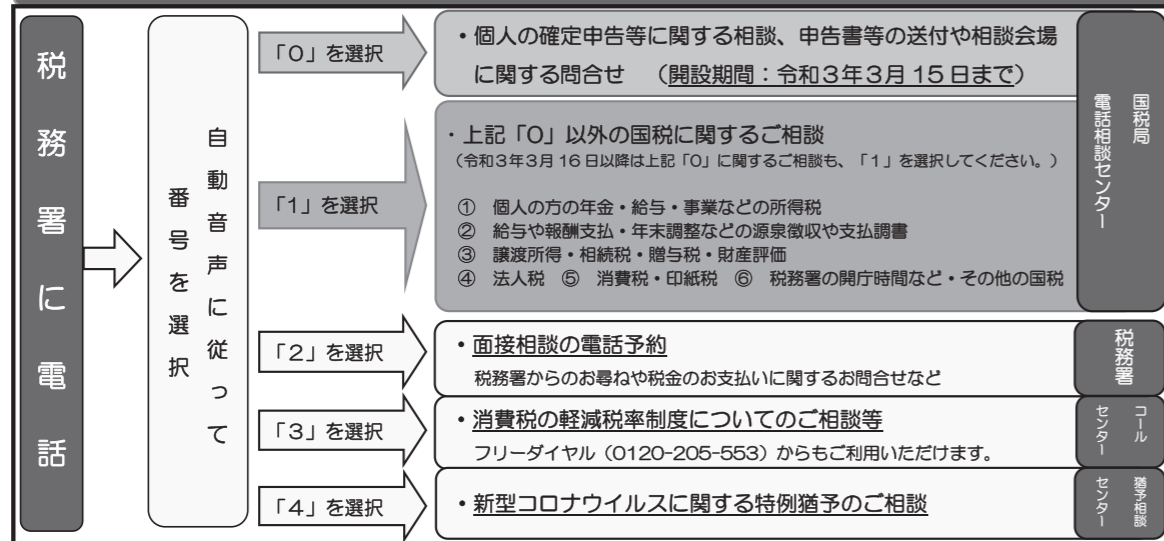 税務署に電話
自動音声に従って
番号を選択
「0」を選択
・個人の確定申告等に関する相談、申告書等の送付や相談会場
に関する問合せ （開設期間：令和3年3月15日まで）
「1」を選択
・上記「0」以外の国税に関するご相談
（令和3年3月16日以降は上記「0」に関するご相談も、「1」を選択してください。）
① 個人の方の年金・給与・事業などの所得税
② 給与や報酬支払・年末調整などの源泉徴収や支払調書
③ 譲渡所得・相続税・贈与税・財産評価
④ 法人税 ⑤ 消費税・印紙税 ⑥ 税務署の開庁時間など・その他の国税
国税局
電話相談センター
「2」を選択
・面接相談の電話予約
税務署からのお尋ねや税金のお支払いに関するお問合せなど
税務署
「3」を選択
・消費税の軽減税率制度についてのご相談等
フリーダイヤル（0120-205-553）からもご利用いただけます。
コール
センター
「4」を選択
・新型コロナウイルスに関する特例猶予のご相談
猶予相談
センター